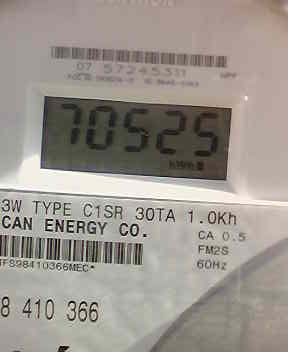 07 57245311
70525
KWH
3W TYPE C1SR 30TA 1.0Kh
CAN ENERGY CO.
CA 0.5
FM2S
60Hz
TFS98410366MEC*
8 410 366